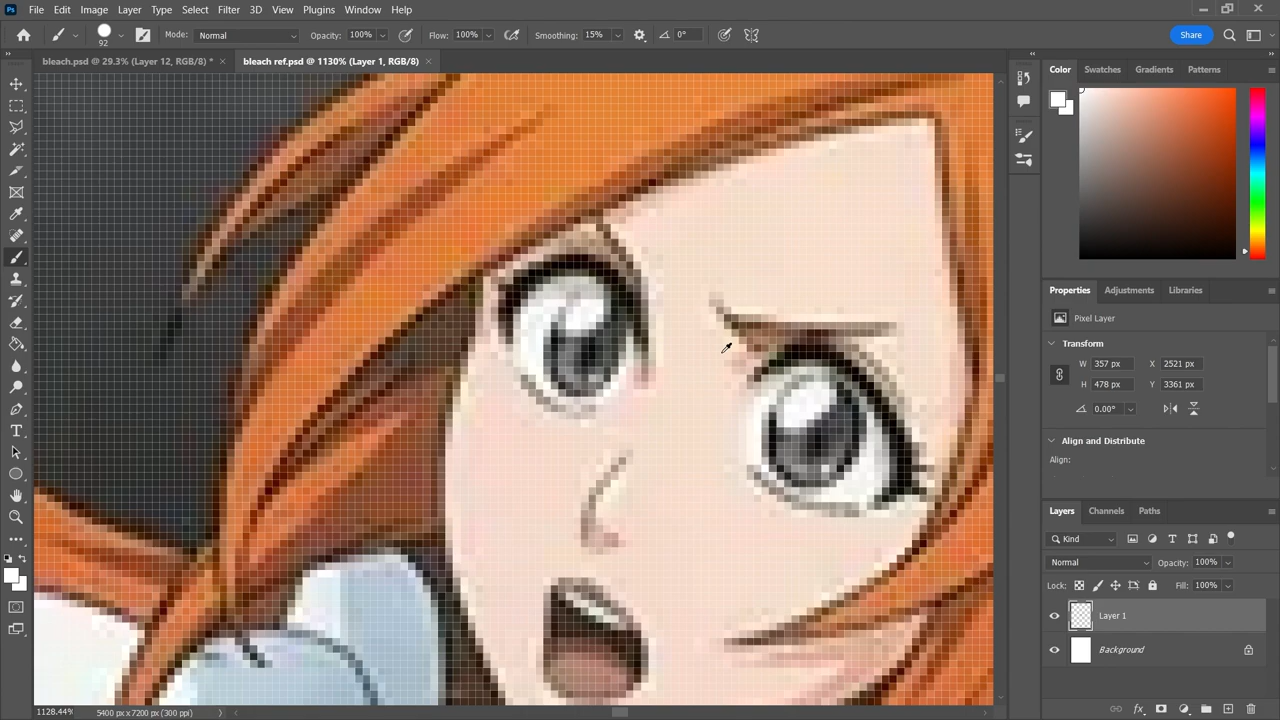 Ps File Edit Image Layer Type Select Filter 3D View Plugins Window Help
92 Mode: Normal Opacity: 100% Flow: 100% Smoothing: 15% 0° Share
bleach.psd @ 29.3% (Layer 12, RGB/8) *
bleach ref.psd @ 1130% (Layer 1, RGB/8)
Color Swatches Gradients Patterns
Properties Adjustments Libraries
Pixel Layer
Transform
W 357 px X 2521 px
H 478 px Y 3361 px
0.00°
Align and Distribute
Align:
Layers Channels Paths
Kind
Normal Opacity: 100%
Lock: Fill: 100%
Layer 1
Background
fx
1128.44% 5400 px x 7200 px (300 ppi)